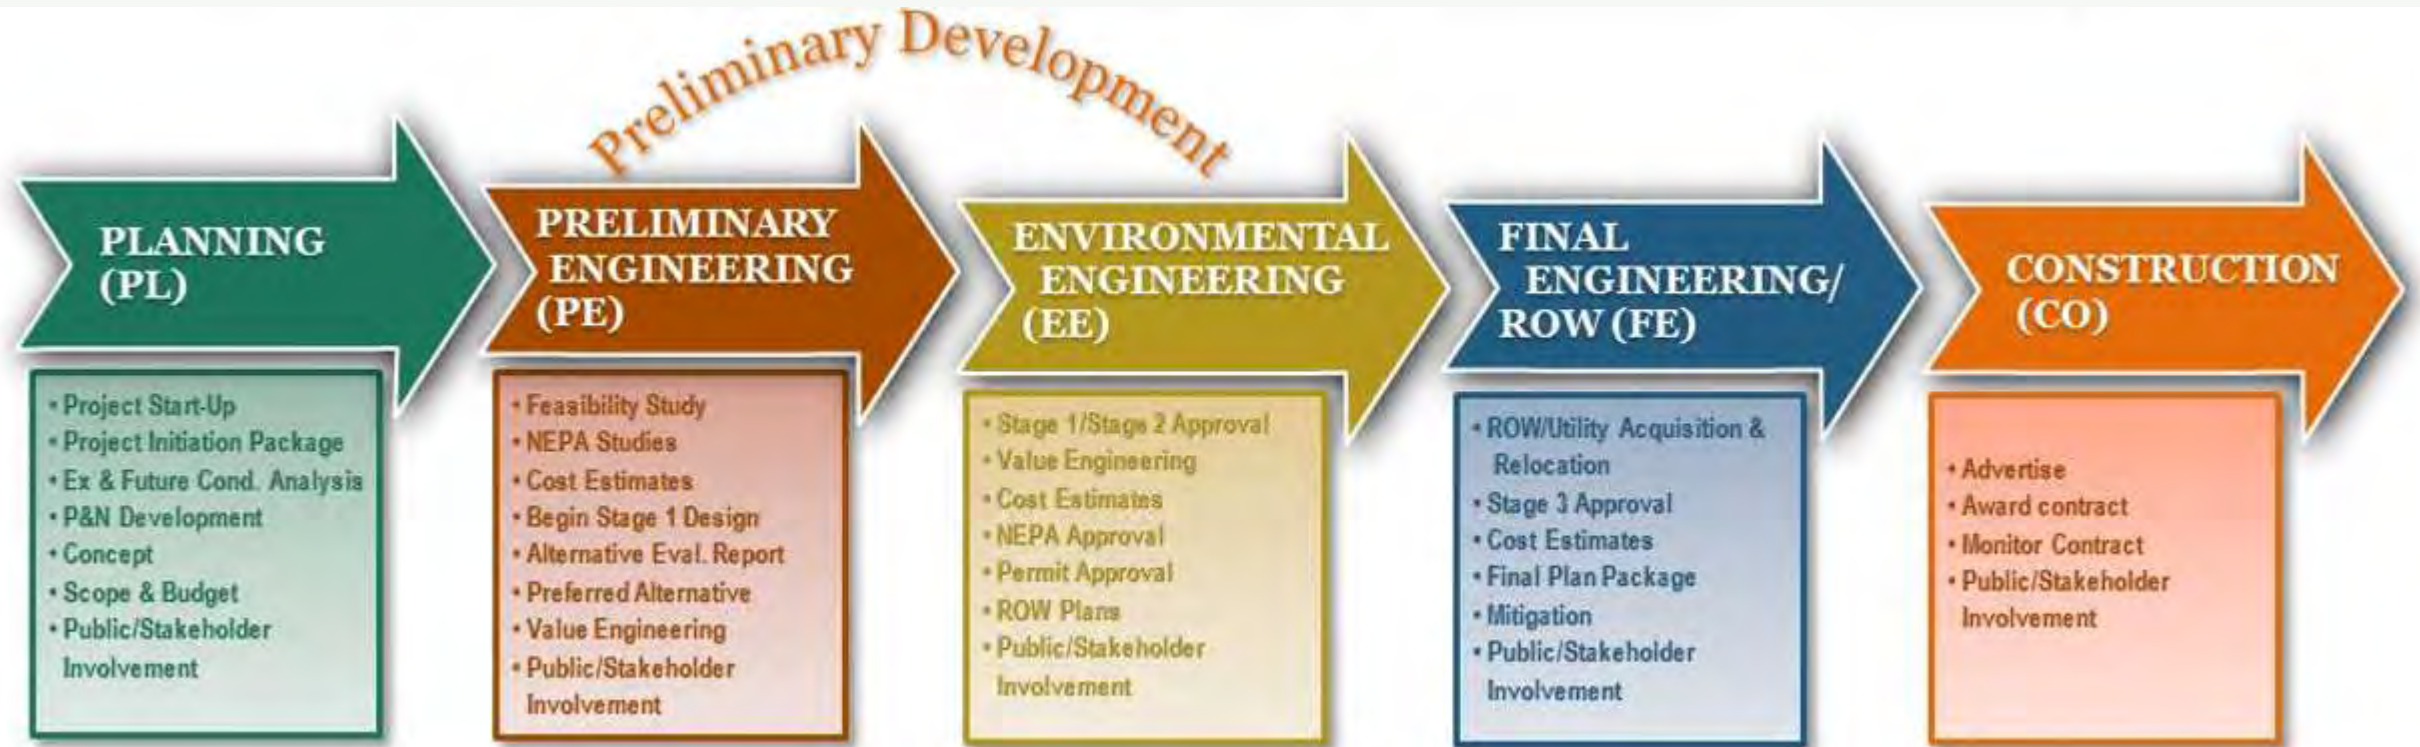 Preliminary Development
PLANNING
(PL)
• Project Start-Up
• Project Initiation Package
• Ex & Future Cond. Analysis
• P&N Development
• Concept
• Scope & Budget
• Public/Stakeholder
Involvement
PRELIMINARY
ENGINEERING
(PE)
• Feasibility Study
• NEPA Studies
• Cost Estimates
• Begin Stage 1 Design
• Alternative Eval. Report
• Preferred Alternative
• Value Engineering
• Public/Stakeholder
Involvement
ENVIRONMENTAL
ENGINEERING
(EE)
• Stage 1/Stage 2 Approval
• Value Engineering
• Cost Estimates
• NEPA Approval
• Permit Approval
• ROW Plans
• Public/Stakeholder
Involvement
FINAL
ENGINEERING/
ROW (FE)
• ROW/Utility Acquisition &
Relocation
• Stage 3 Approval
• Cost Estimates
• Final Plan Package
• Mitigation
• Public/Stakeholder
Involvement
CONSTRUCTION
(CO)
• Advertise
• Award contract
• Monitor Contract
• Public/Stakeholder
Involvement